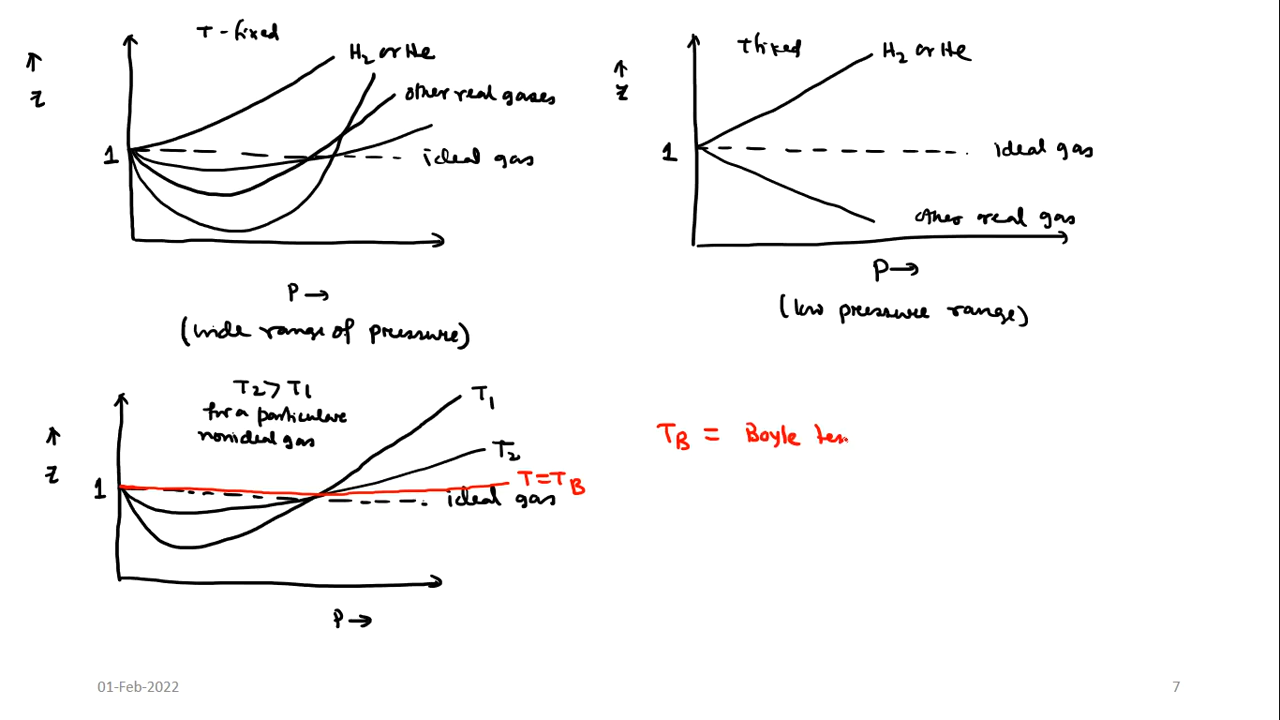 T-fixed
H2 or He
↑
Z
other real gases
1
ideal gas
P →
(wide range of pressure)
T fixed
H2 or He
↑
Z
1
ideal gas
other real gas
P→
(low pressure range)
T2 > T1
for a particular
nonideal gas
T1
↑
Z
T2
1
T=TB
ideal gas
P→
TB = Boyle tem
01-Feb-2022
7